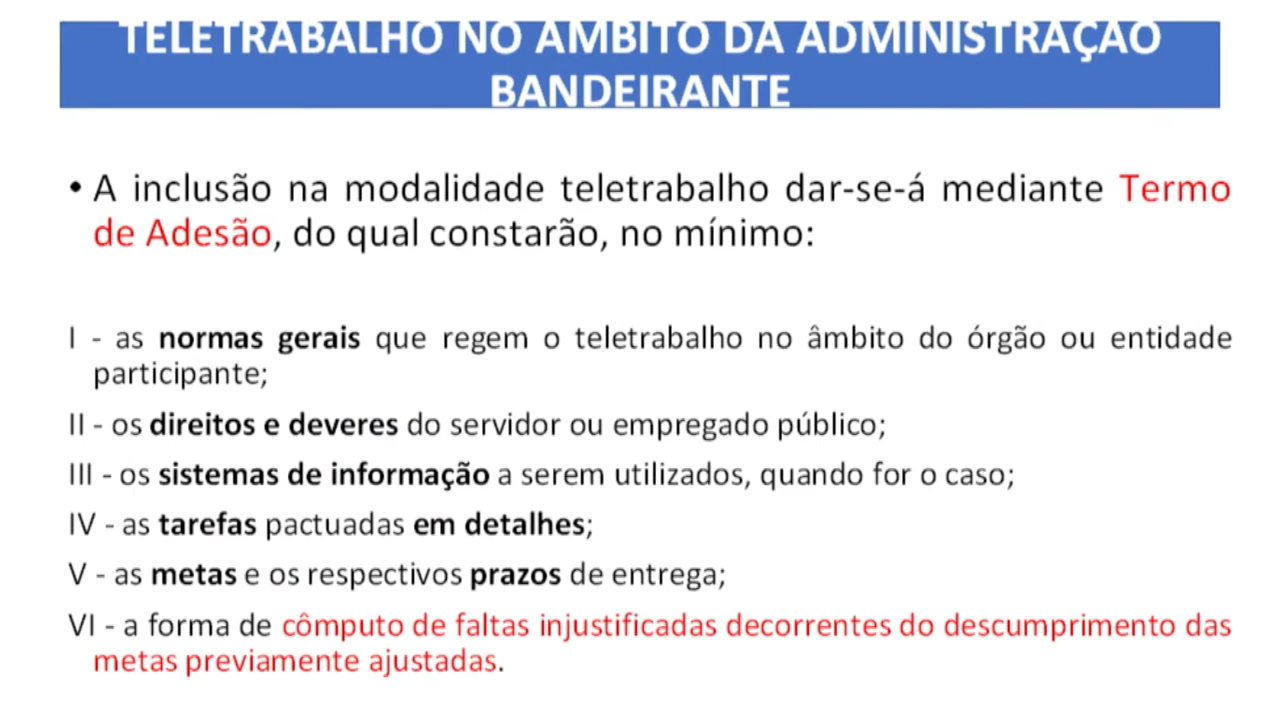 TELETRABALHO NO ÂMBITO DA ADMINISTRAÇÃO
BANDEIRANTE
• A inclusão na modalidade teletrabalho dar-se-á mediante Termo
de Adesão, do qual constarão, no mínimo:
I - as normas gerais que regem o teletrabalho no âmbito do órgão ou entidade
participante;
II - os direitos e deveres do servidor ou empregado público;
III - os sistemas de informação a serem utilizados, quando for o caso;
IV - as tarefas pactuadas em detalhes;
V - as metas e os respectivos prazos de entrega;
VI - a forma de cômputo de faltas injustificadas decorrentes do descumprimento das
metas previamente ajustadas.